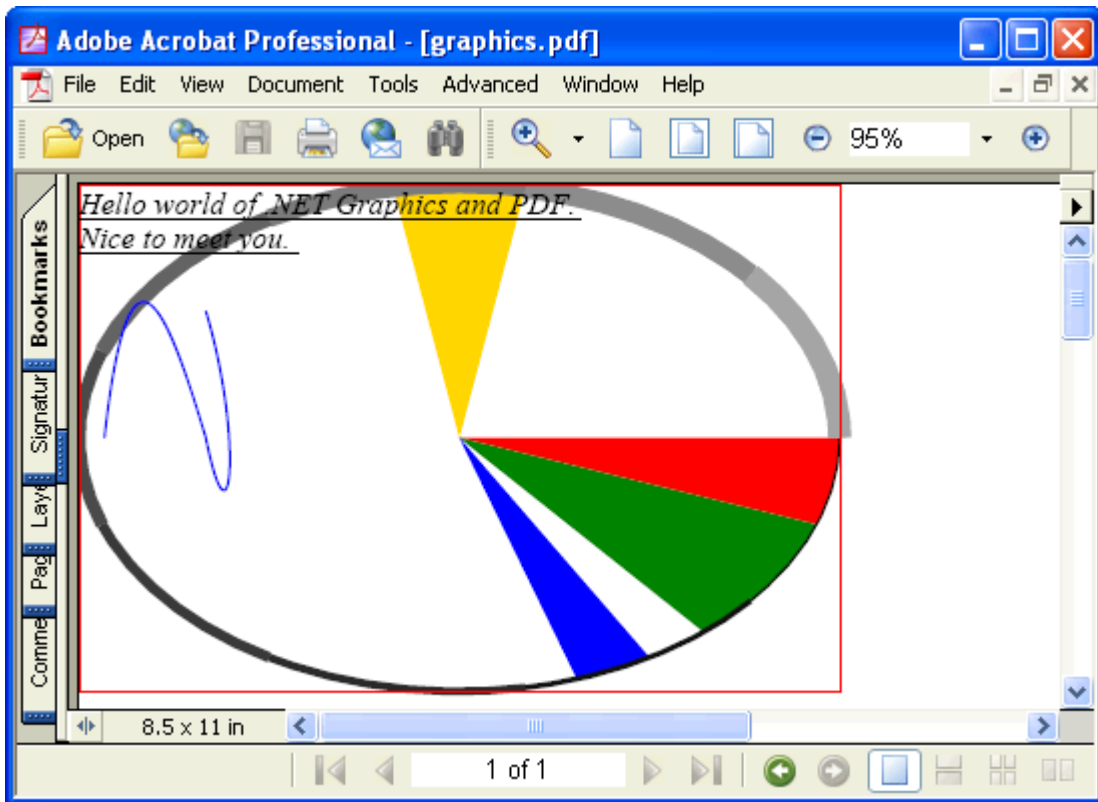 Adobe Acrobat Professional - [graphics.pdf]
File Edit View Document Tools Advanced Window Help
Open 95%
Hello world of .NET Graphics and PDF.
Nice to meet you.
Bookmarks
Signatur
Laye
Pag
Comme
8.5 x 11 in
1 of 1